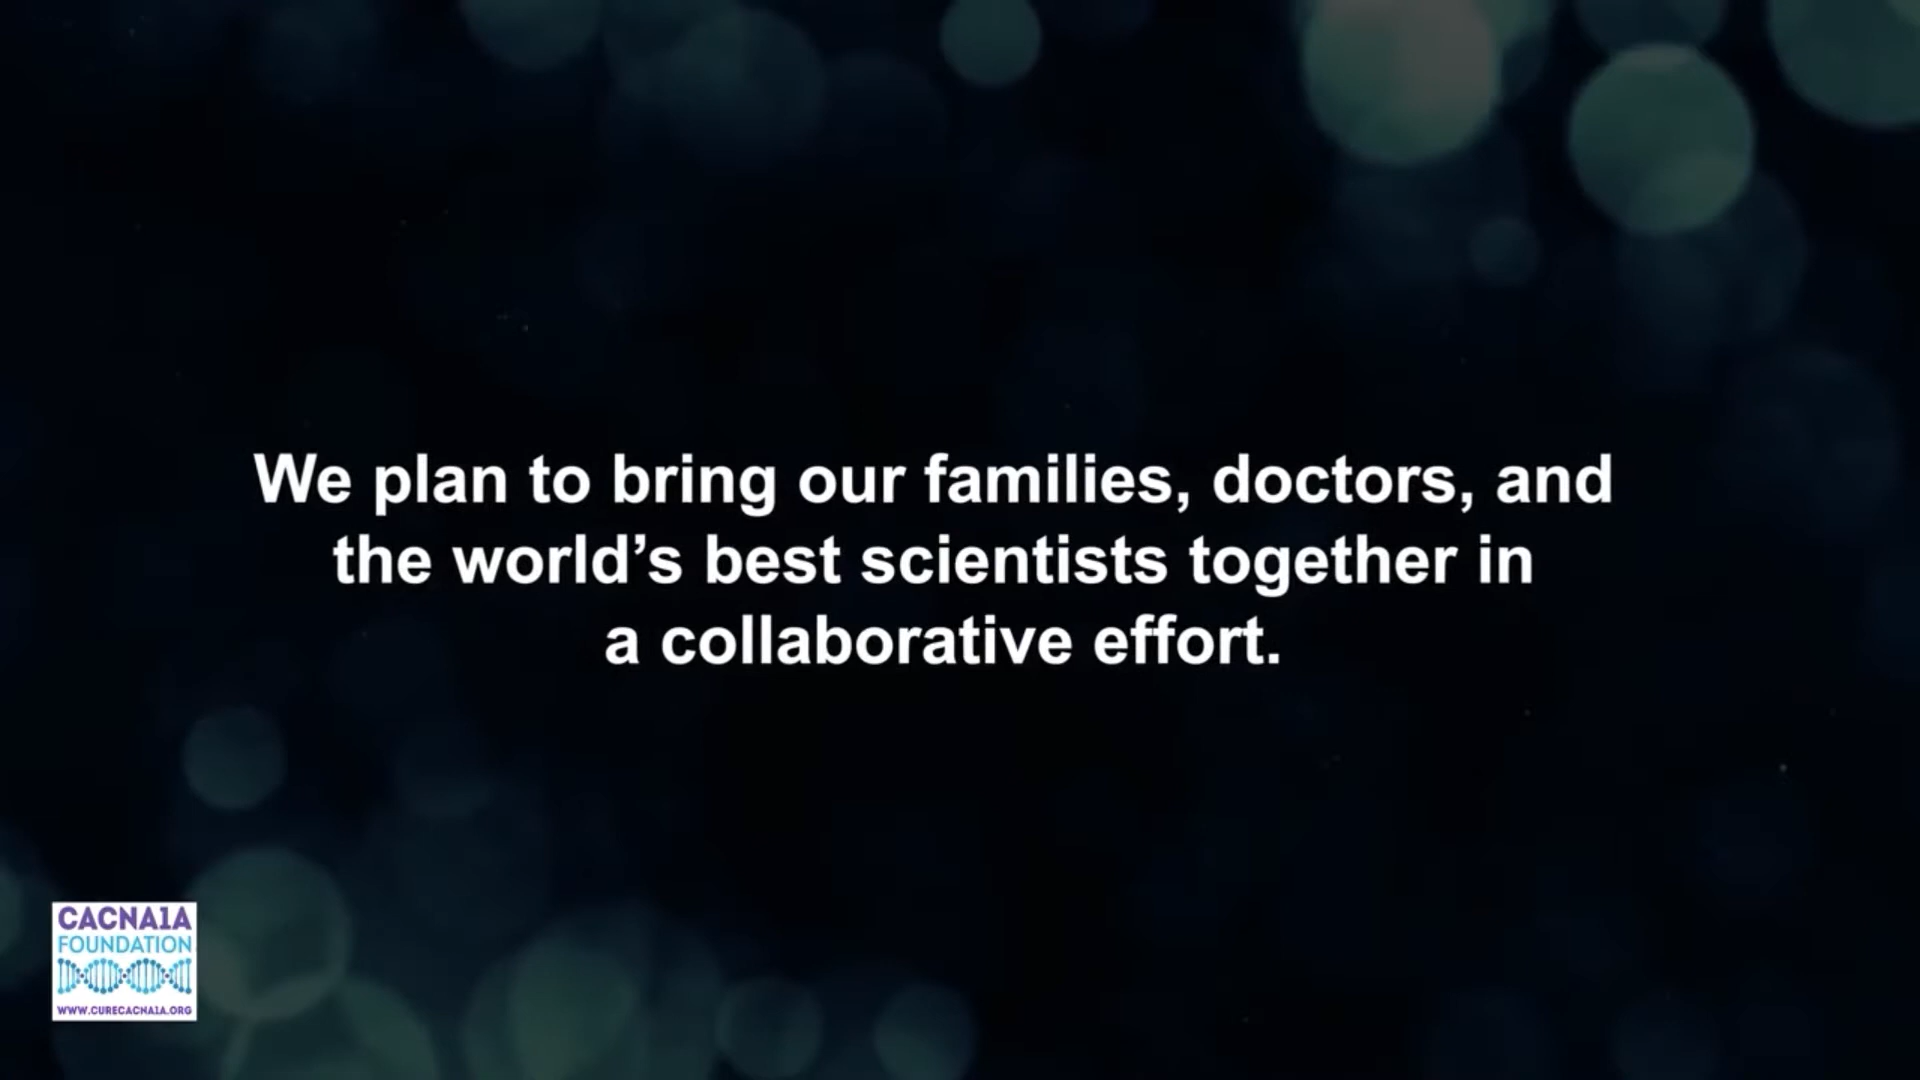 We plan to bring our families, doctors, and
the world’s best scientists together in
a collaborative effort.
CACNA1A
FOUNDATION
WWW.CURECACNA1A.ORG